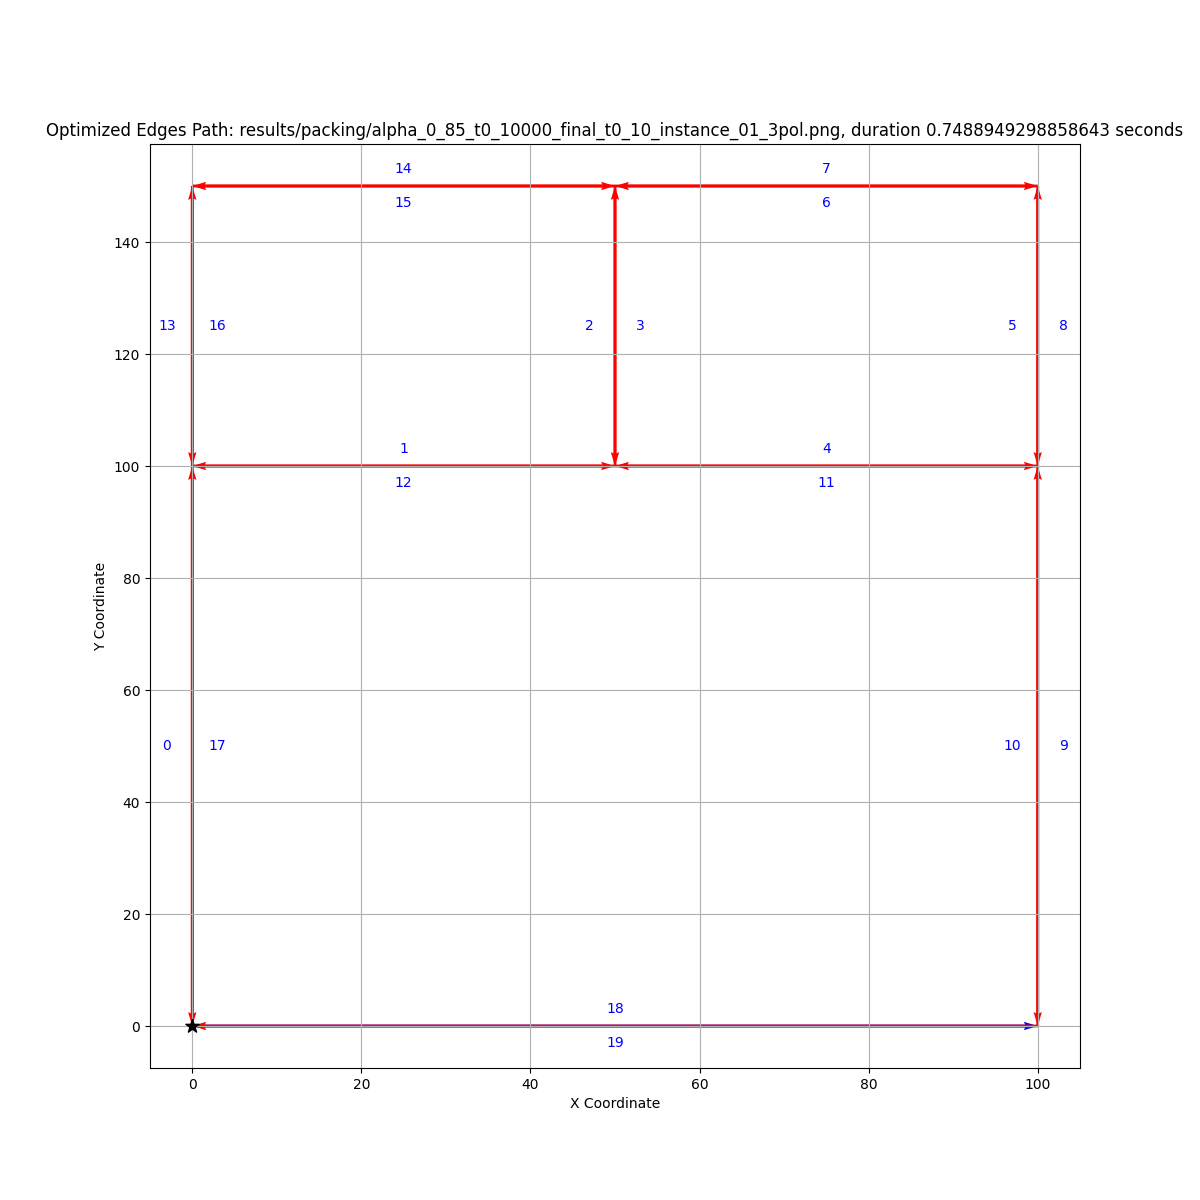 Optimized Edges Path: results/packing/alpha_0_85_t0_10000_final_t0_10_instance_01_3pol.png, duration 0.7488949298858643 seconds
14 7
15 6
140
13 16 2 3 5 8
120
1 4
100
12 11
80
Y Coordinate
60
0 17 10 9
40
20
18
0
19
0 20 40 60 80 100
X Coordinate